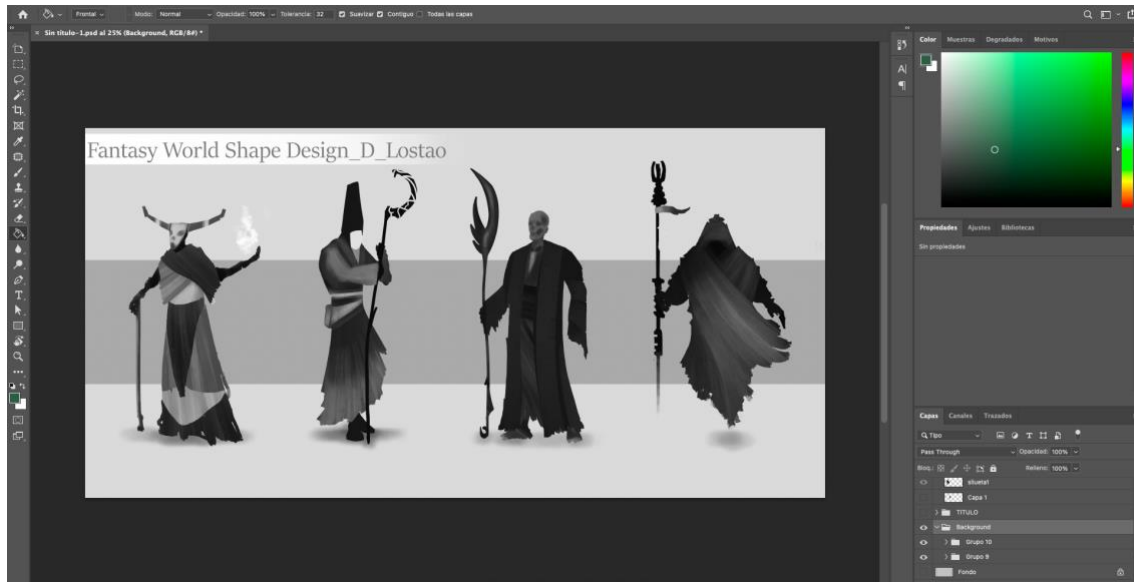 Frontal Modo: Normal Opacidad: 100% Tolerancia: 32 Suavizar Contiguo Todas las capas
× Sin título-1.psd al 25% (Background, RGB/8#) *
Fantasy World Shape Design_D_Lostao
Color Muestras Degradados Motivos
Propiedades Ajustes Bibliotecas
Sin propiedades
Capas Canales Trazados
Tipo
Pass Through Opacidad: 100%
Bloq.: Relleno: 100%
silueta1
Capa 1
TITULO
Background
Grupo 10
Grupo 9
Fondo